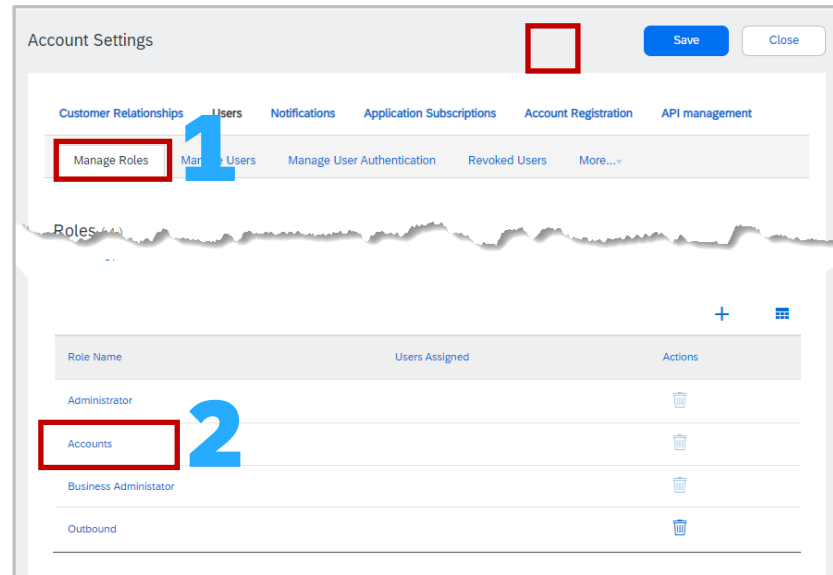 Account Settings
Save
Close
Customer Relationships
Users
Notifications
Application Subscriptions
Account Registration
API management
1
Manage Roles
Manage Users
Manage User Authentication
Revoked Users
More...
Roles
+
Role Name
Users Assigned
Actions
Administrator
2
Accounts
Business Administator
Outbound